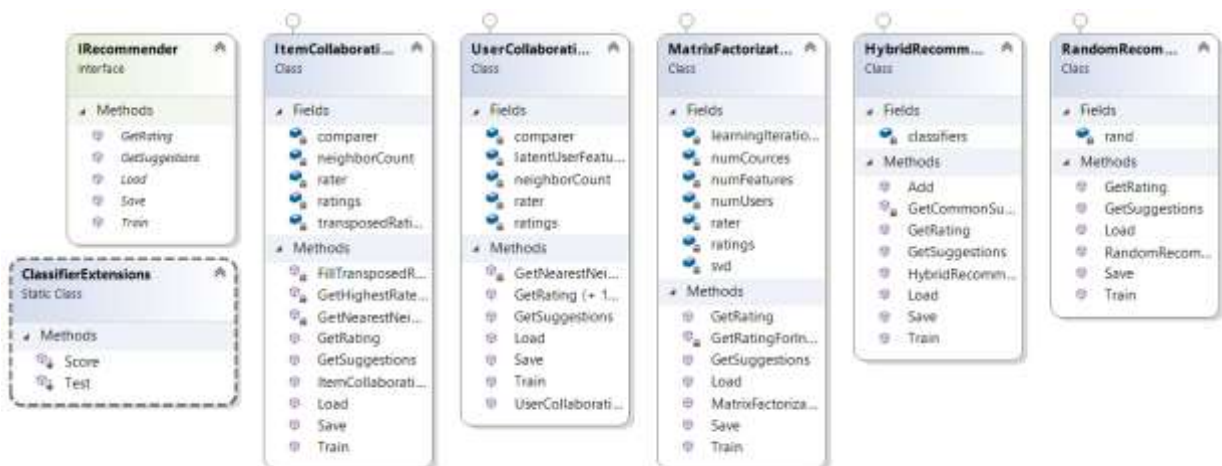 IRecommender
Interface
Methods
GetRating
GetSuggestions
Load
Save
Train
ClassifierExtensions
Static Class
Methods
Score
Test
ItemCollaborati...
Class
Fields
comparer
neighborCount
rater
ratings
transposedRati...
Methods
FillTransposedR...
GetHighestRate...
GetNearestNei...
GetRating
GetSuggestions
ItemCollaborati...
Load
Save
Train
UserCollaborati...
Class
Fields
comparer
latentUserFeatu...
neighborCount
rater
ratings
Methods
GetNearestNei...
GetRating (+ 1...
GetSuggestions
Load
Save
Train
UserCollaborati...
MatrixFactorizat...
Class
Fields
learningIteratio...
numCources
numFeatures
numUsers
rater
ratings
svd
Methods
GetRating
GetRatingForIn...
GetSuggestions
Load
MatrixFactoriza...
Save
Train
HybridRecomm...
Class
Fields
classifiers
Methods
Add
GetCommonSu...
GetRating
GetSuggestions
HybridRecomm...
Load
Save
Train
RandomRecom...
Class
Fields
rand
Methods
GetRating
GetSuggestions
Load
RandomRecom...
Save
Train